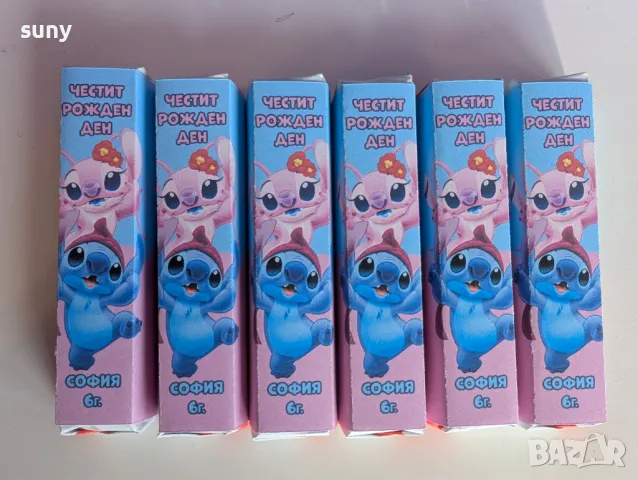 suny
ЧЕСТИТ ЧЕСТИТ ЧЕСТИТ ЧЕСТИТ ЧЕСТИТ ЧЕСТИТ
РОЖДЕН РОЖДЕН РОЖДЕН РОЖДЕН РОЖДЕН РОЖДЕН
ДЕН ДЕН ДЕН ДЕН ДЕН ДЕН
СОФИЯ СОФИЯ СОФИЯ СОФИЯ СОФИЯ СОФИЯ
6г. 6г. 6г. 6г. 6г. 6г.
BAZAR